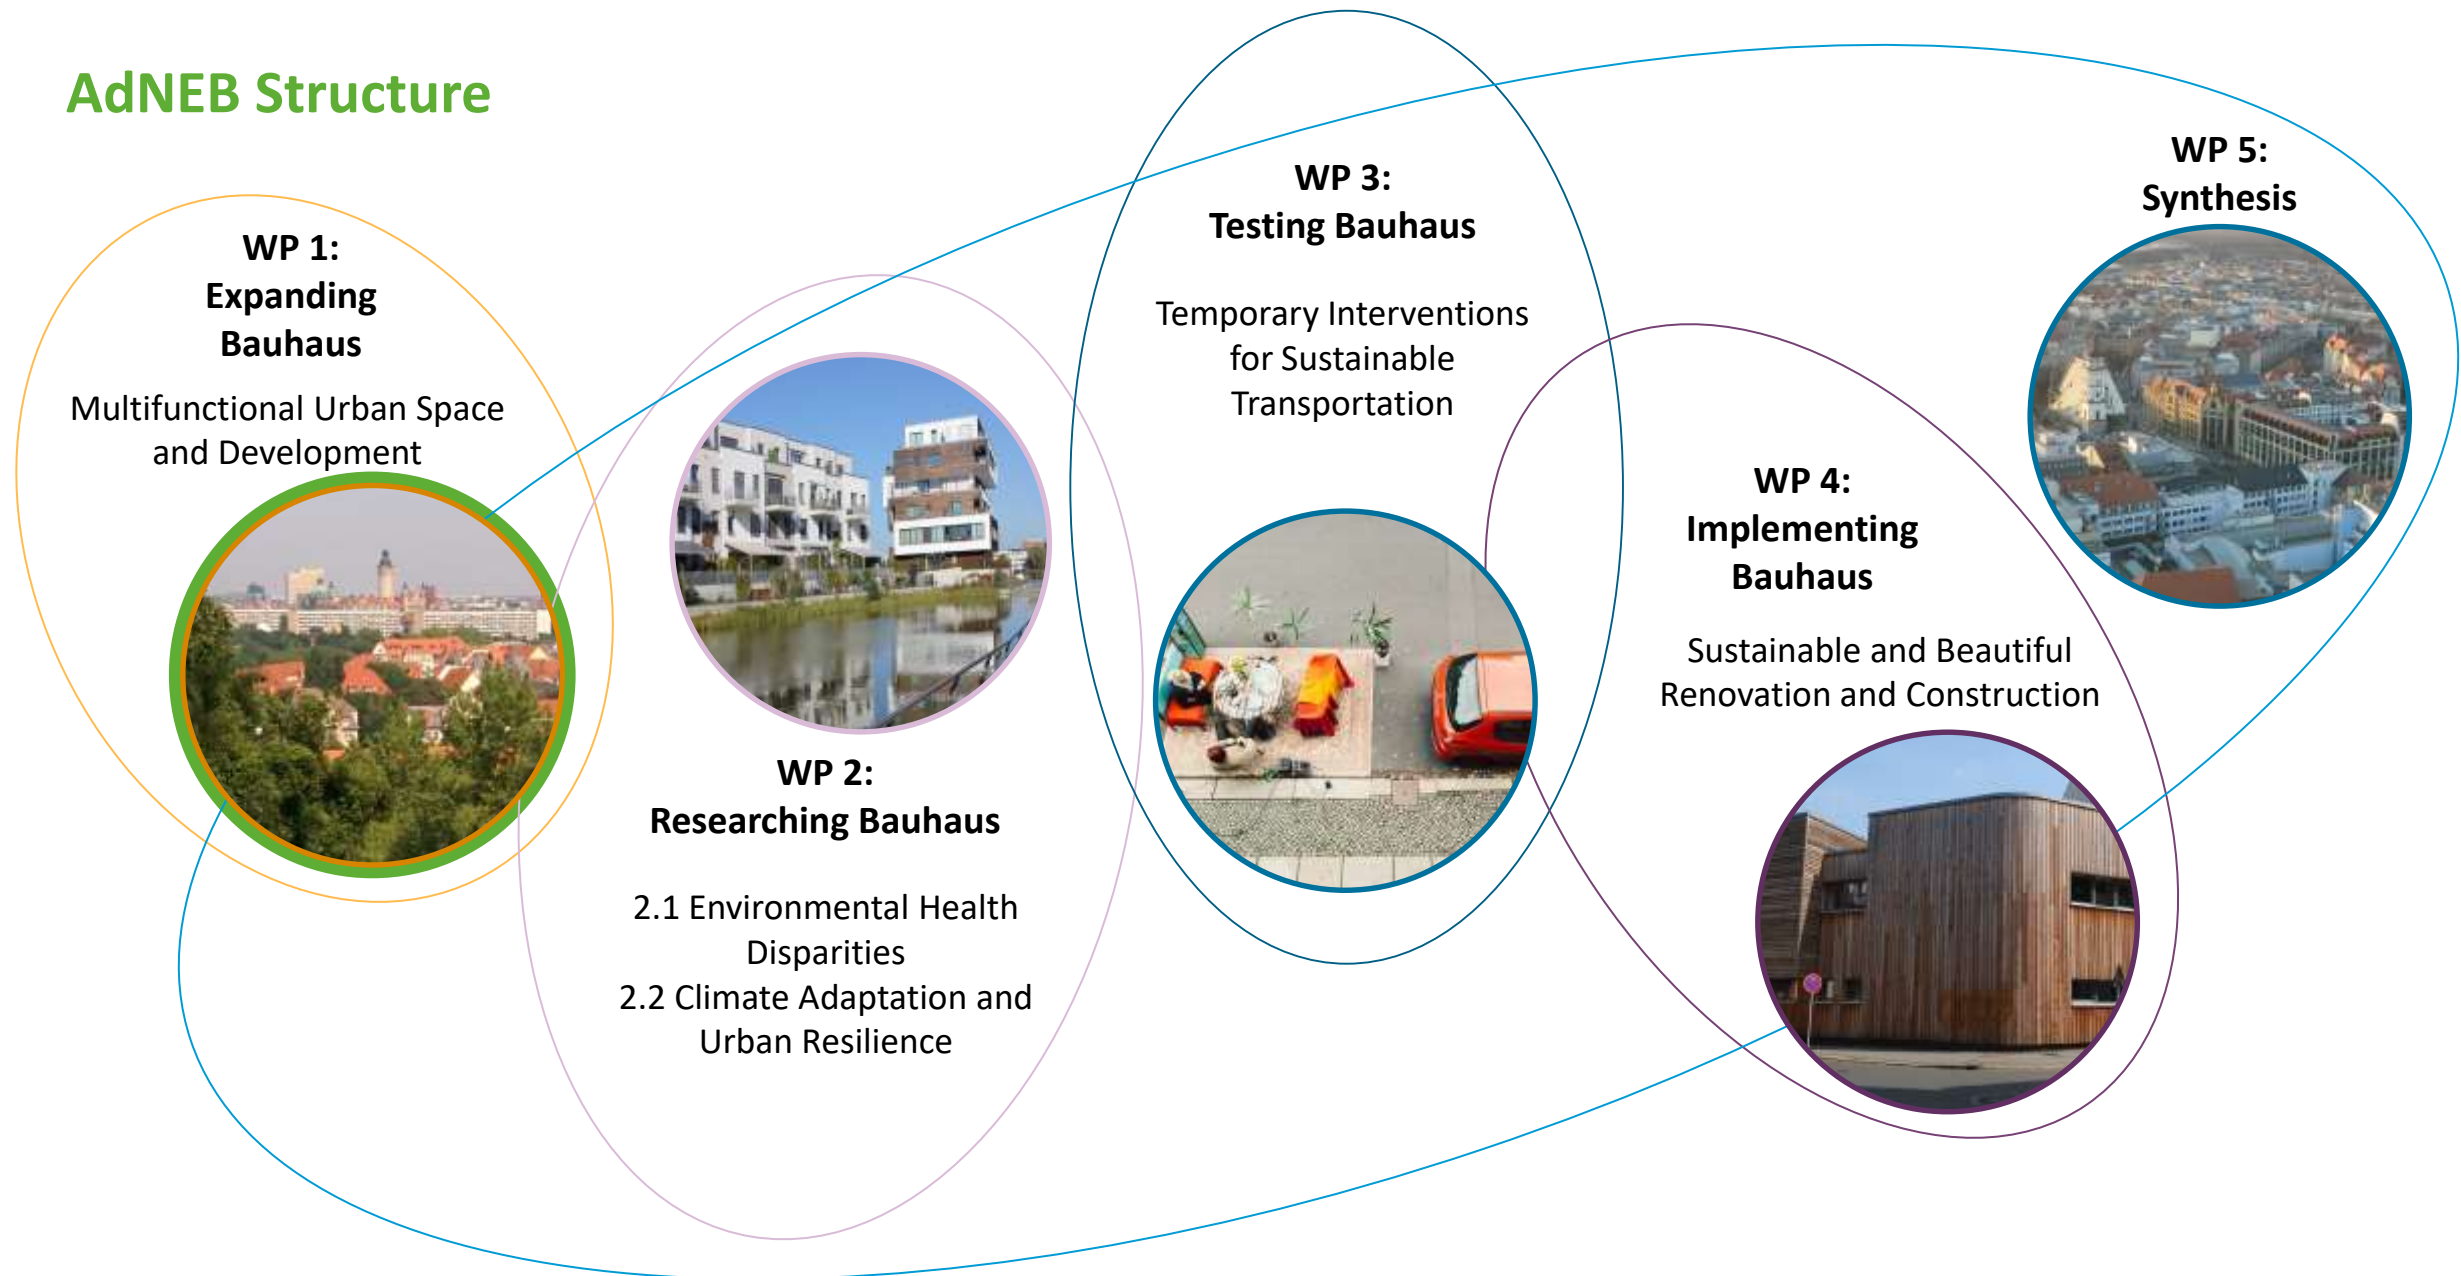 AdNEB Structure
WP 1:
Expanding
Bauhaus
Multifunctional Urban Space
and Development
WP 2:
Researching Bauhaus
2.1 Environmental Health
Disparities
2.2 Climate Adaptation and
Urban Resilience
WP 3:
Testing Bauhaus
Temporary Interventions
for Sustainable
Transportation
WP 4:
Implementing
Bauhaus
Sustainable and Beautiful
Renovation and Construction
WP 5:
Synthesis